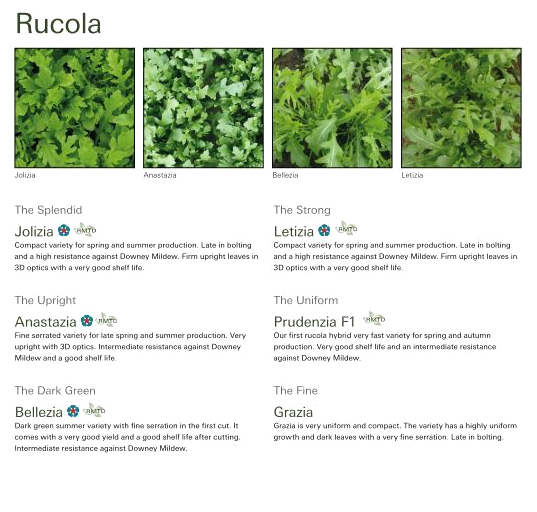 Rucola
Jolizia
Anastazia
Bellezia
Letizia
The Splendid
Jolizia RMTD
Compact variety for spring and summer production. Late in bolting
and a high resistance against Downey Mildew. Firm upright leaves in
3D optics with a very good shelf life.
The Strong
Letizia RMTD
Compact variety for spring and summer production. Late in bolting
and a high resistance against Downey Mildew. Firm upright leaves in
3D optics with a very good shelf life.
The Upright
Anastazia RMTD
Fine serrated variety for late spring and summer production. Very
upright with 3D optics. Intermediate resistance against Downey
Mildew and a good shelf life.
The Uniform
Prudenzia F1 RMTD
Our first rucola hybrid very fast variety for spring and autumn
production. Very good shelf life and an intermediate resistance
against Downey Mildew.
The Dark Green
Bellezia RMTD
Dark green summer variety with fine serration in the first cut. It
comes with a very good yield and a good shelf life after cutting.
Intermediate resistance against Downey Mildew.
The Fine
Grazia
Grazia is very uniform and compact. The variety has a highly uniform
growth and dark leaves with a very fine serration. Late in bolting.